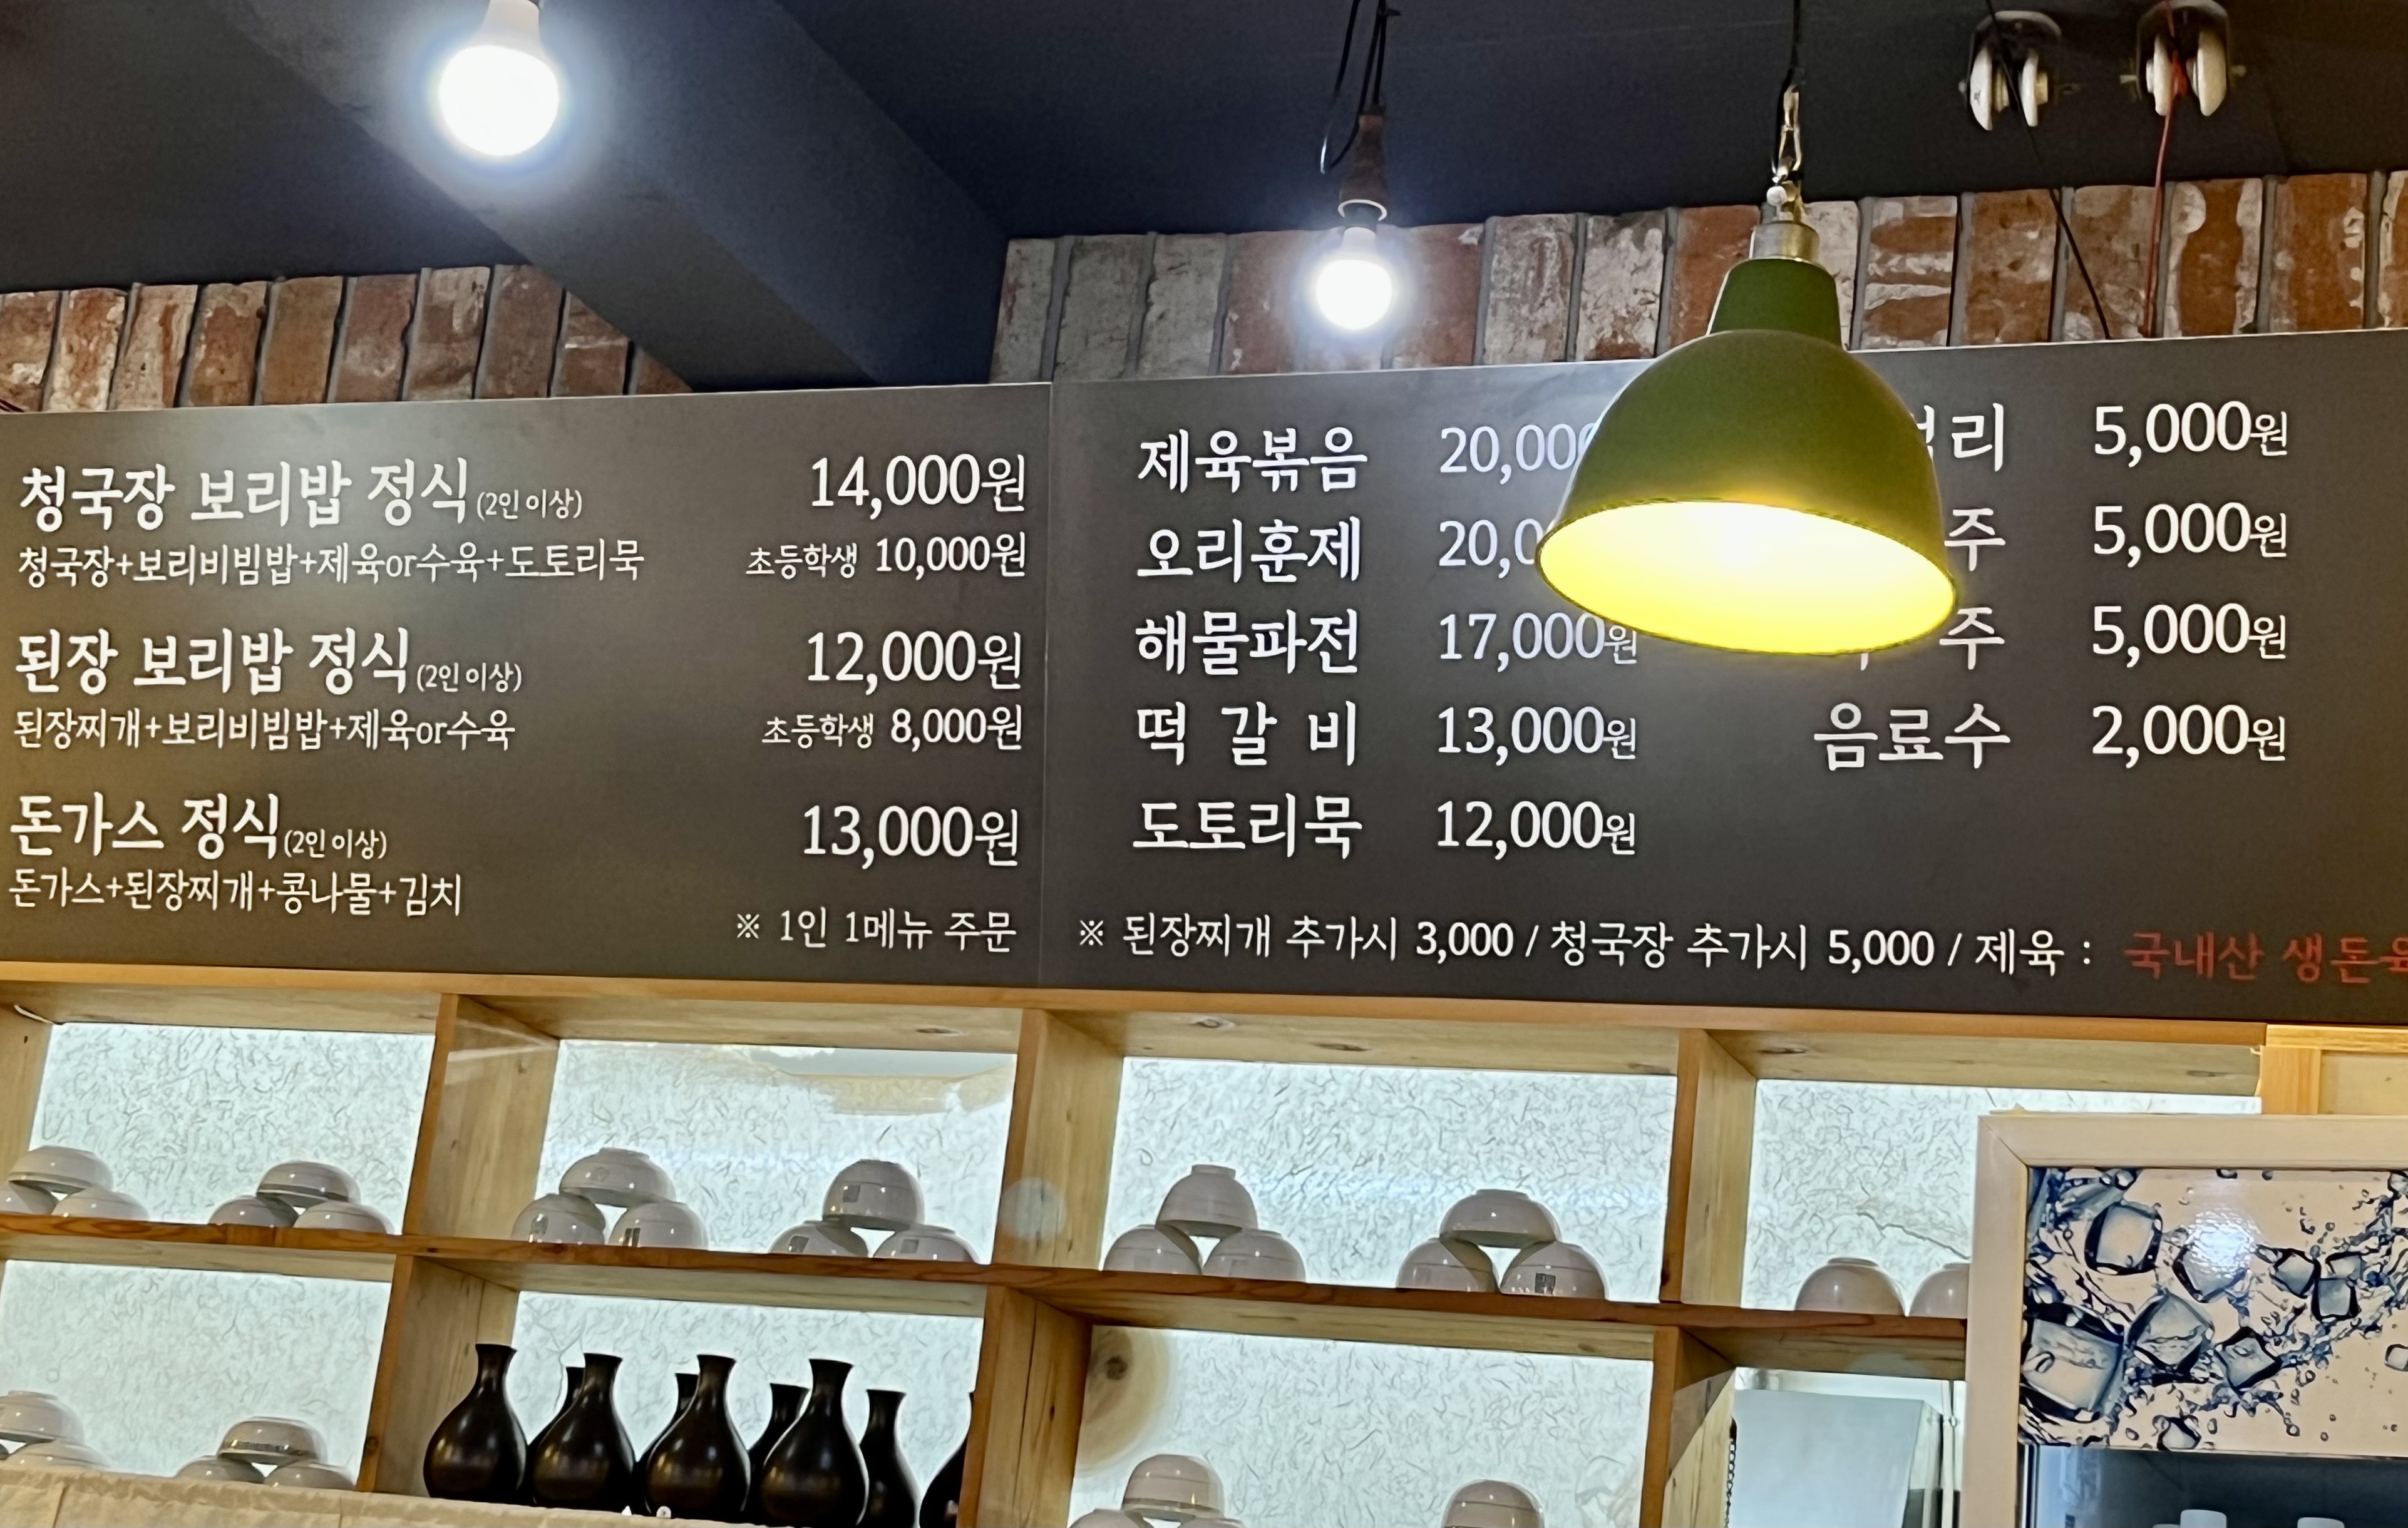 청국장 보리밥 정식(2인 이상) 14,000원
청국장+보리비빔밥+제육or수육+도토리묵 초등학생 10,000원
된장 보리밥 정식(2인 이상) 12,000원
된장찌개+보리비빔밥+제육or수육 초등학생 8,000원
돈가스 정식(2인 이상) 13,000원
돈가스+된장찌개+콩나물+김치
※ 1인 1메뉴 주문
제육볶음
오리훈제
해물파전 17,000원
떡 갈 비 13,000원
도토리묵 12,000원
5,000원
5,000원
5,000원
음료수 2,000원
※ 된장찌개 추가시 3,000 / 청국장 추가시 5,000 / 제육 : 국내산